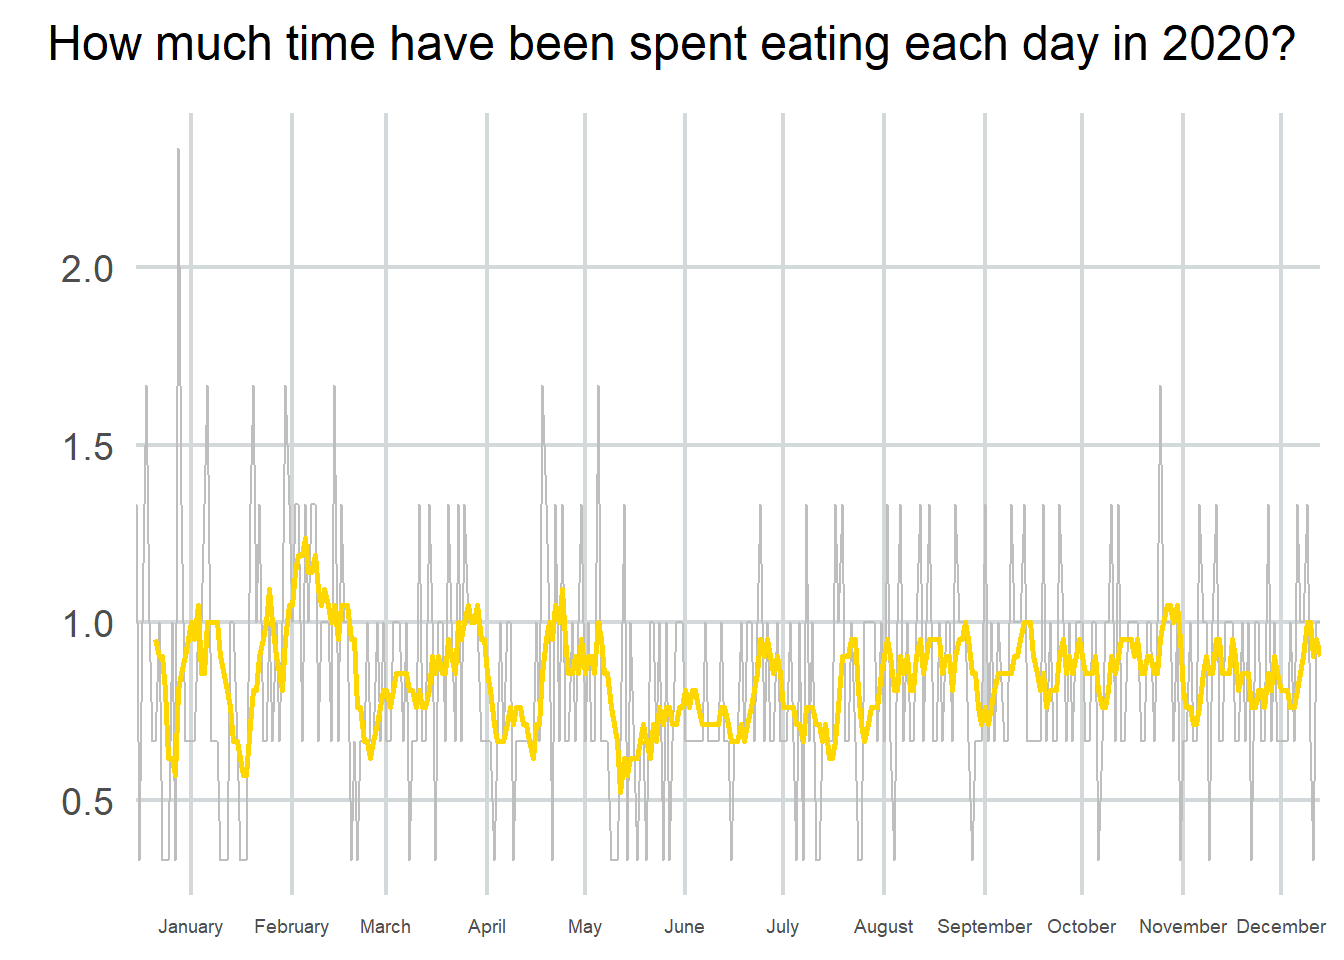 How much time have been spent eating each day in 2020?
2.0
1.5
1.0
0.5
January February March April May June July August September October November December